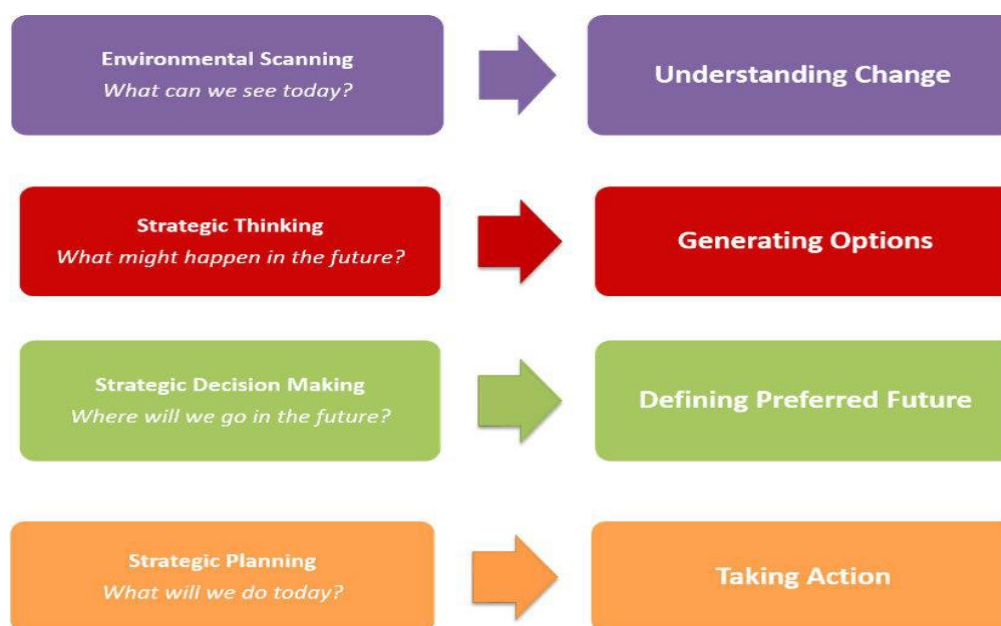 Environmental Scanning
What can we see today?
Understanding Change
Strategic Thinking
What might happen in the future?
Generating Options
Strategic Decision Making
Where will we go in the future?
Defining Preferred Future
Strategic Planning
What will we do today?
Taking Action